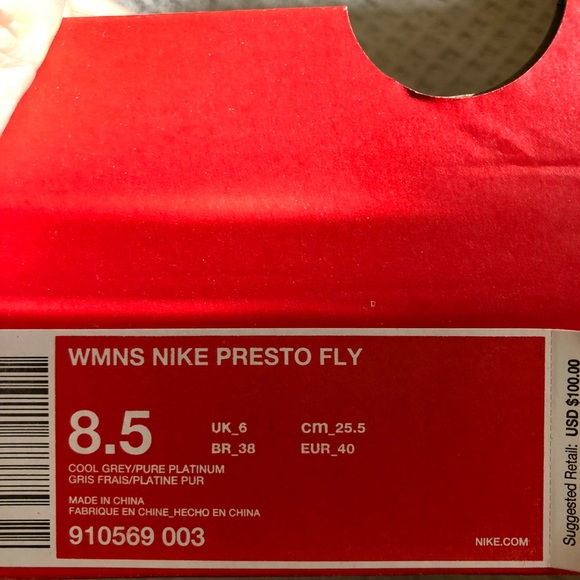 WMNS NIKE PRESTO FLY
8.5
UK_6
cm_25.5
BR_38
EUR_40
COOL GREY/PURE PLATINUM
GRIS FRAIS/PLATINE PUR
MADE IN CHINA
FABRIQUE EN CHINE_HECHO EN CHINA
910569 003
NIKE.COM
Suggested Retail: USD $100.00